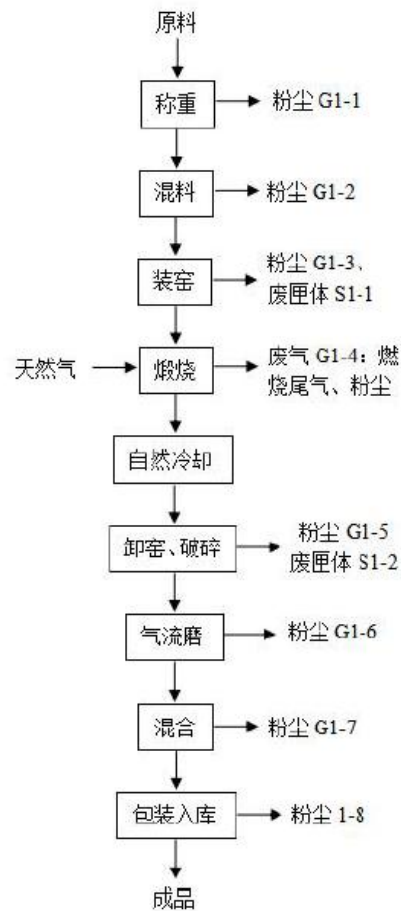 原料
称重
粉尘 G1-1
混料
粉尘 G1-2
装窑
粉尘 G1-3、
废匣体 S1-1
天然气
煅烧
废气 G1-4：燃
烧尾气、粉尘
自然冷却
卸窑、破碎
粉尘 G1-5
废匣体 S1-2
气流磨
粉尘 G1-6
混合
粉尘 G1-7
包装入库
粉尘 1-8
成品